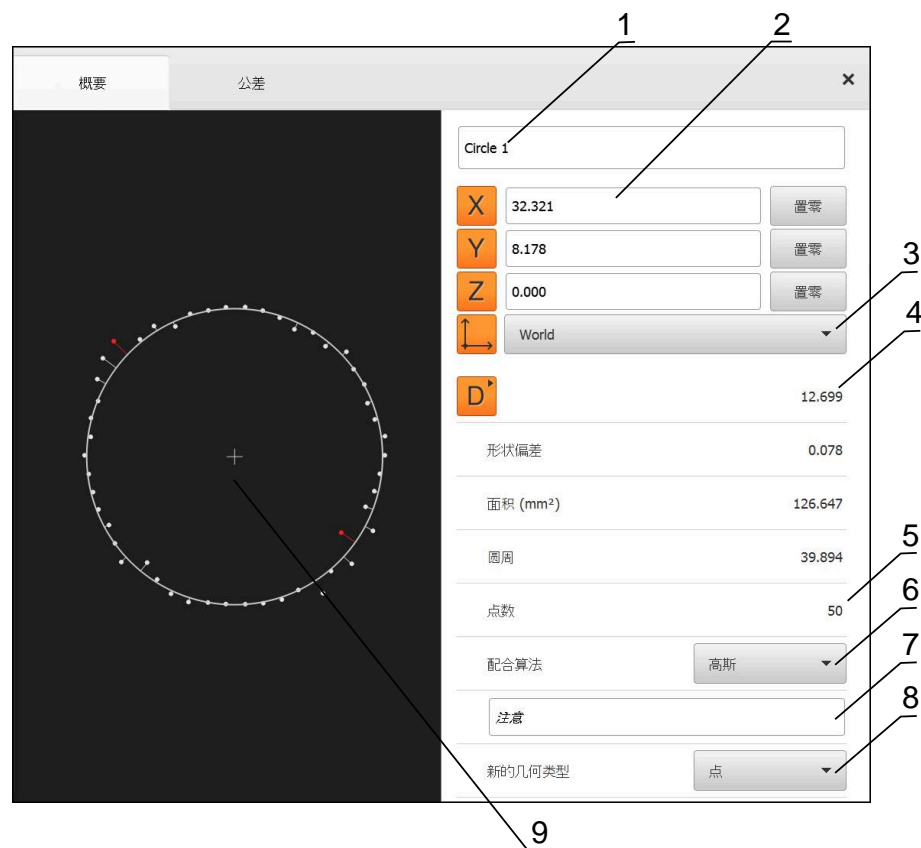 1 2
概要 公差 ×
Circle 1
X 32.321 置零
Y 8.178 置零
3
Z 0.000 置零
4
World
D 12.699
形状偏差 0.078
面积 (mm²) 126.647
5
圆周 39.894
6
点数 50
7
配合算法 高斯
8
注意
新的几何类型 点
9